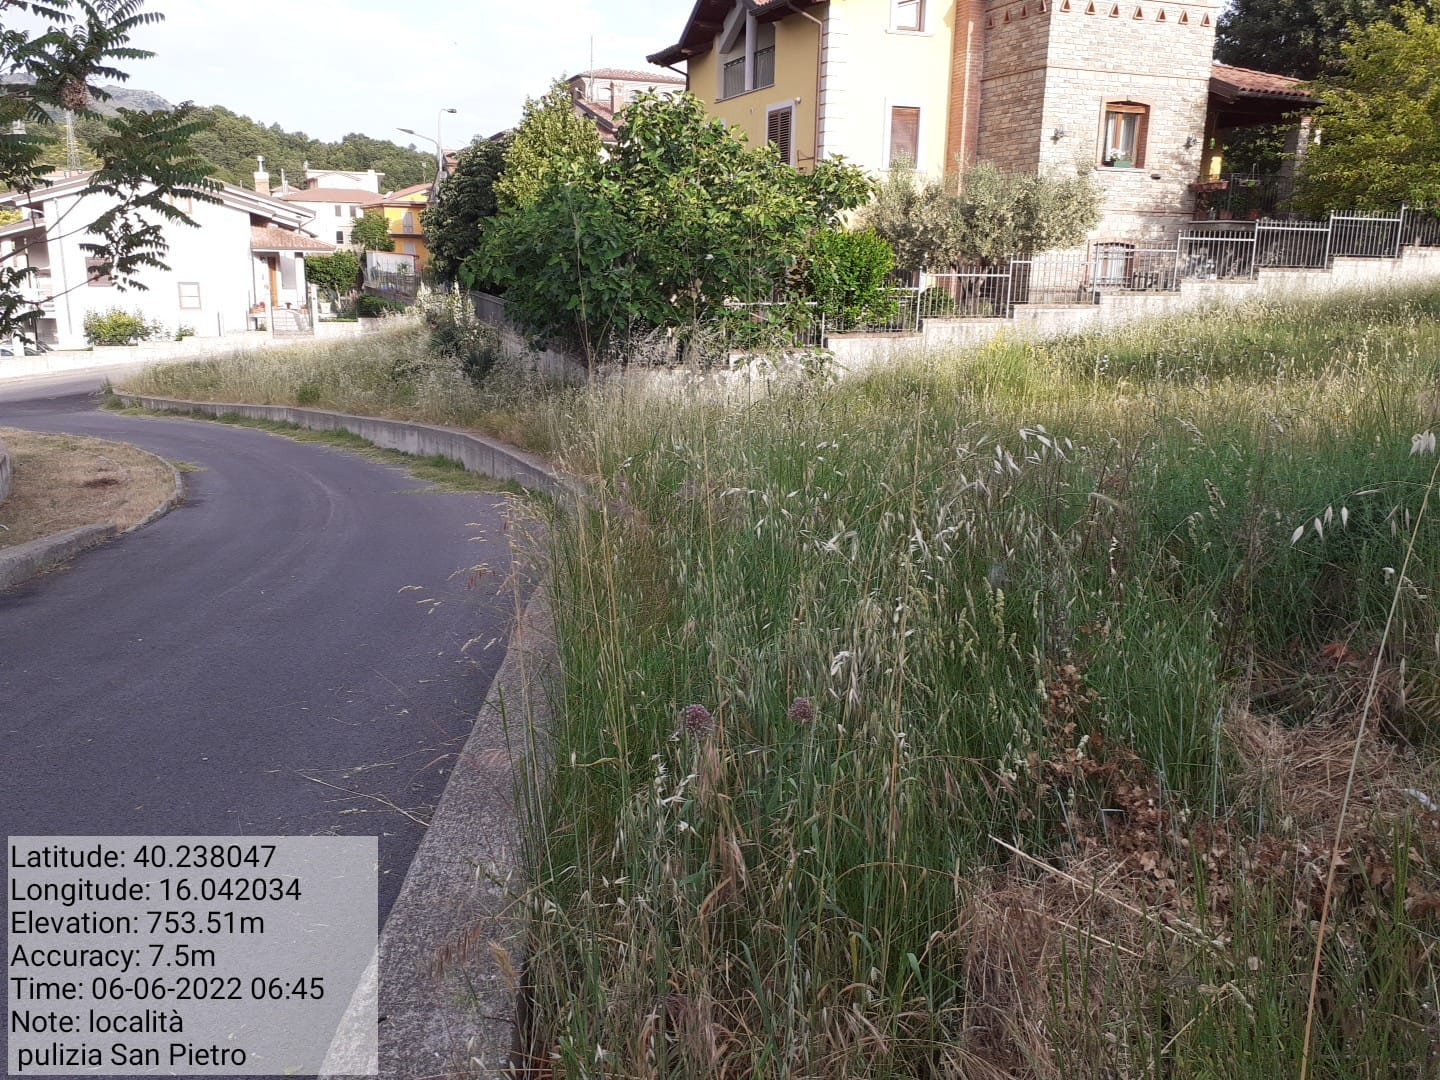 Latitude: 40.238047
Longitude: 16.042034
Elevation: 753.51m
Accuracy: 7.5m
Time: 06-06-2022 06:45
Note: località
pulizia San Pietro